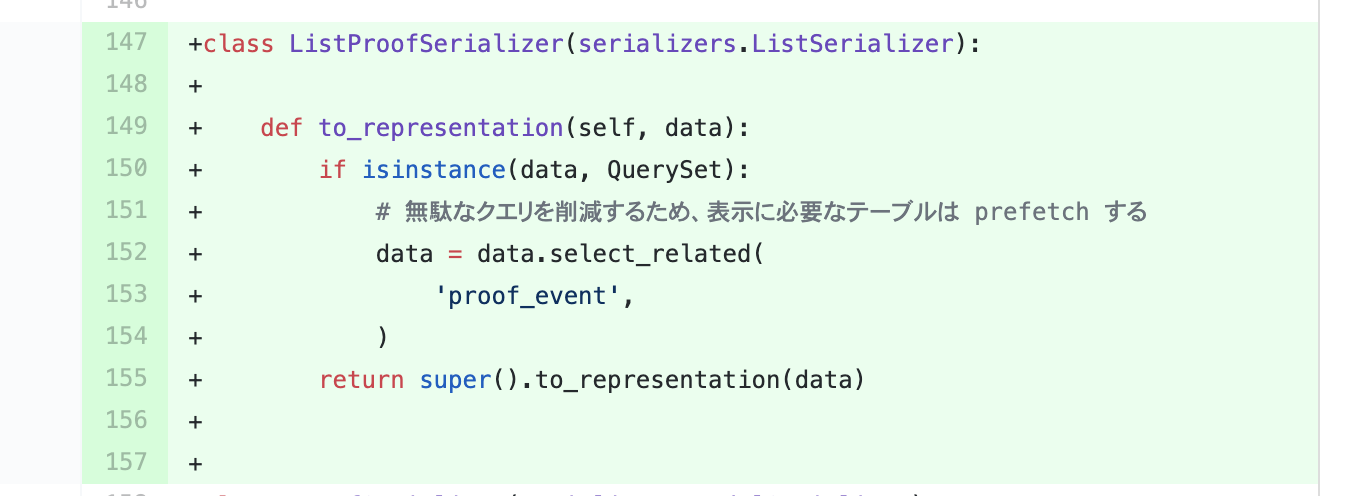 147 +class ListProofSerializer(serializers.ListSerializer):
148 +
149 +    def to_representation(self, data):
150 +        if isinstance(data, QuerySet):
151 +            # 無駄なクエリを削減するため、表示に必要なテーブルは prefetch する
152 +            data = data.select_related(
153 +                'proof_event',
154 +            )
155 +        return super().to_representation(data)
156 +
157 +